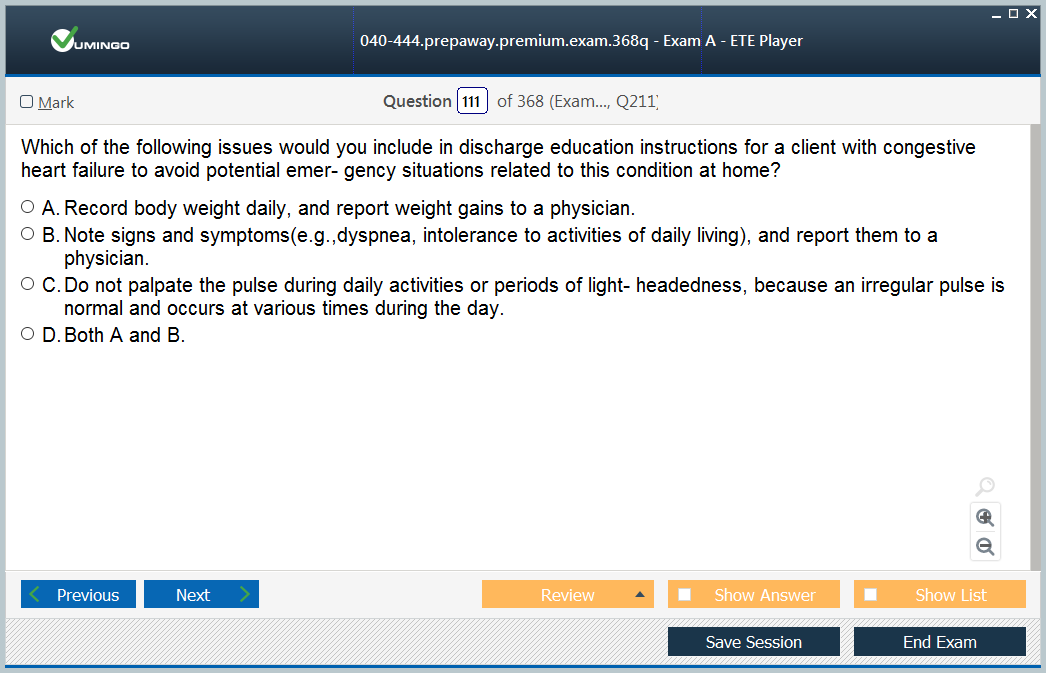 VUMINGO
040-444.prepaway.premium.exam.368q - Exam A - ETE Player
Mark
Question 111 of 368 (Exam..., Q211)
Which of the following issues would you include in discharge education instructions for a client with congestive
heart failure to avoid potential emer- gency situations related to this condition at home?
A. Record body weight daily, and report weight gains to a physician.
B. Note signs and symptoms(e.g.,dyspnea, intolerance to activities of daily living), and report them to a
physician.
C. Do not palpate the pulse during daily activities or periods of light- headedness, because an irregular pulse is
normal and occurs at various times during the day.
D. Both A and B.
Previous
Next
Review
Show Answer
Show List
Save Session
End Exam